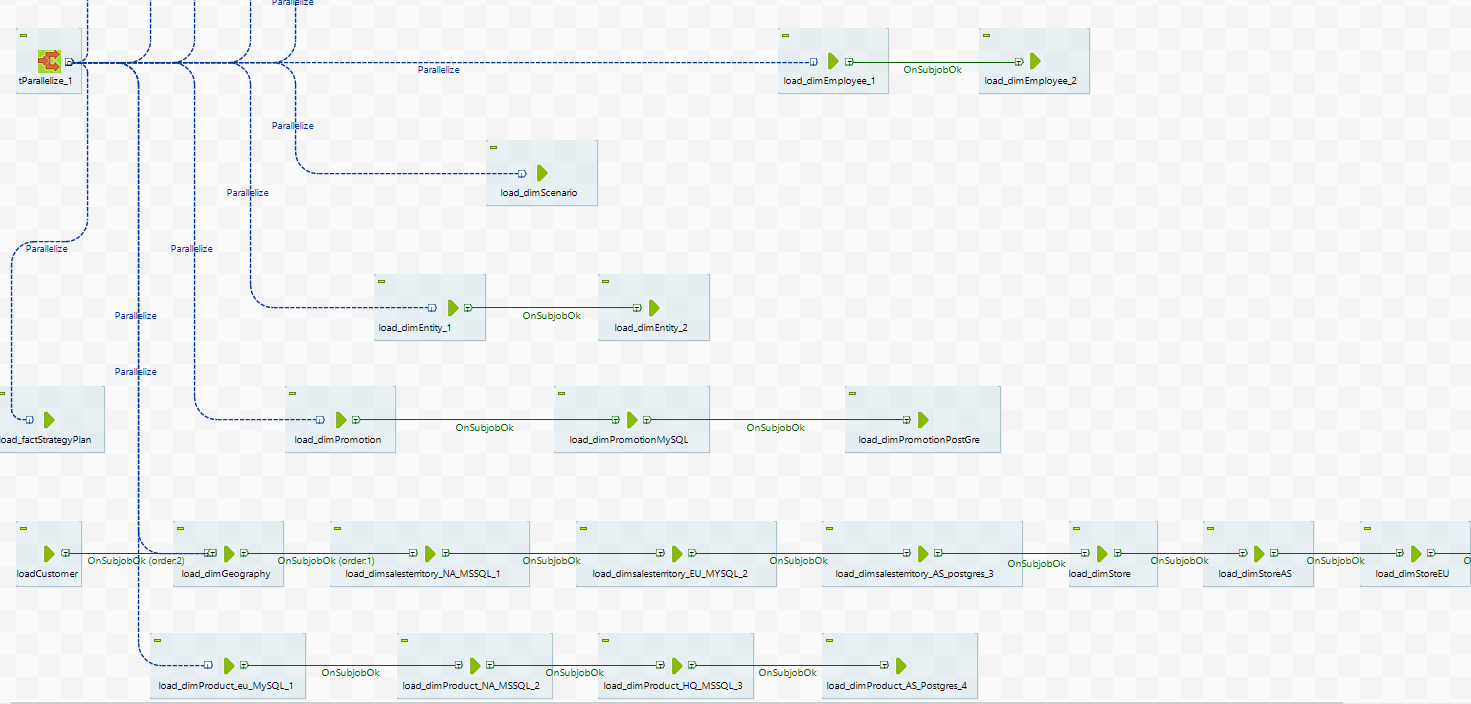 Parallelize
tParallelize_1
Parallelize
load_dimEmployee_1
OnSubjobOk
load_dimEmployee_2
Parallelize
load_dimScenario
Parallelize
Parallelize
Parallelize
Parallelize
load_dimEntity_1
OnSubjobOk
load_dimEntity_2
Parallelize
load_factStrategyPlan
load_dimPromotion
OnSubjobOk
load_dimPromotionMySQL
OnSubjobOk
load_dimPromotionPostGre
loadCustomer
OnSubjobOk (order:2)
load_dimGeography
OnSubjobOk (order:1)
load_dimsalesterritory_NA_MSSQL_1
OnSubjobOk
load_dimsalesterritory_EU_MYSQL_2
OnSubjobOk
load_dimsalesterritory_AS_postgres_3
OnSubjobOk
load_dimStore
OnSubjobOk
load_dimStoreAS
OnSubjobOk
load_dimStoreEU
O
load_dimProduct_eu_MySQL_1
OnSubjobOk
load_dimProduct_NA_MSSQL_2
OnSubjobOk
load_dimProduct_HQ_MSSQL_3
OnSubjobOk
load_dimProduct_AS_Postgres_4